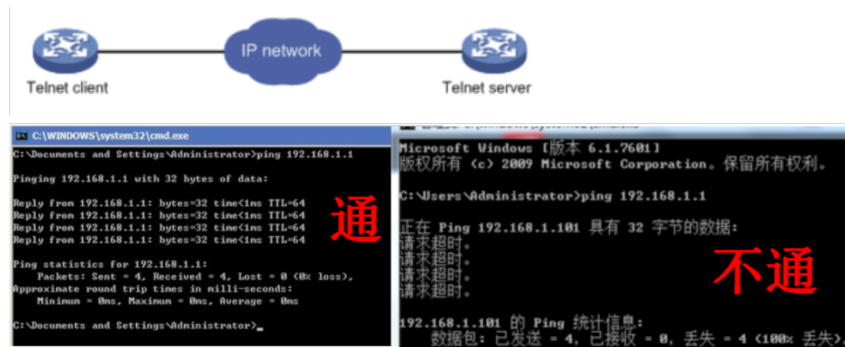 IP network
Telnet client
Telnet server
C:\WINDOWS\system32\cmd.exe
C:\Documents and Settings\Administrator>ping 192.168.1.1
Pinging 192.168.1.1 with 32 bytes of data:
Reply from 192.168.1.1: bytes=32 time<1ms TTL=64
Reply from 192.168.1.1: bytes=32 time<1ms TTL=64
Reply from 192.168.1.1: bytes=32 time<1ms TTL=64
Reply from 192.168.1.1: bytes=32 time<1ms TTL=64
通
Ping statistics for 192.168.1.1:
Packets: Sent = 4, Received = 4, Lost = 0 (0% loss),
Approximate round trip times in milli-seconds:
Minimum = 0ms, Maximum = 0ms, Average = 0ms
C:\Documents and Settings\Administrator>_
Microsoft Windows [版本 6.1.7601]
版权所有 (c) 2009 Microsoft Corporation。保留所有权利。
C:\Users\Administrator>ping 192.168.1.1
正在 Ping 192.168.1.101 具有 32 字节的数据:
请求超时。
请求超时。
请求超时。
请求超时。
不通
192.168.1.101 的 Ping 统计信息:
数据包: 已发送 = 4, 已接收 = 0, 丢失 = 4 (100% 丢失),